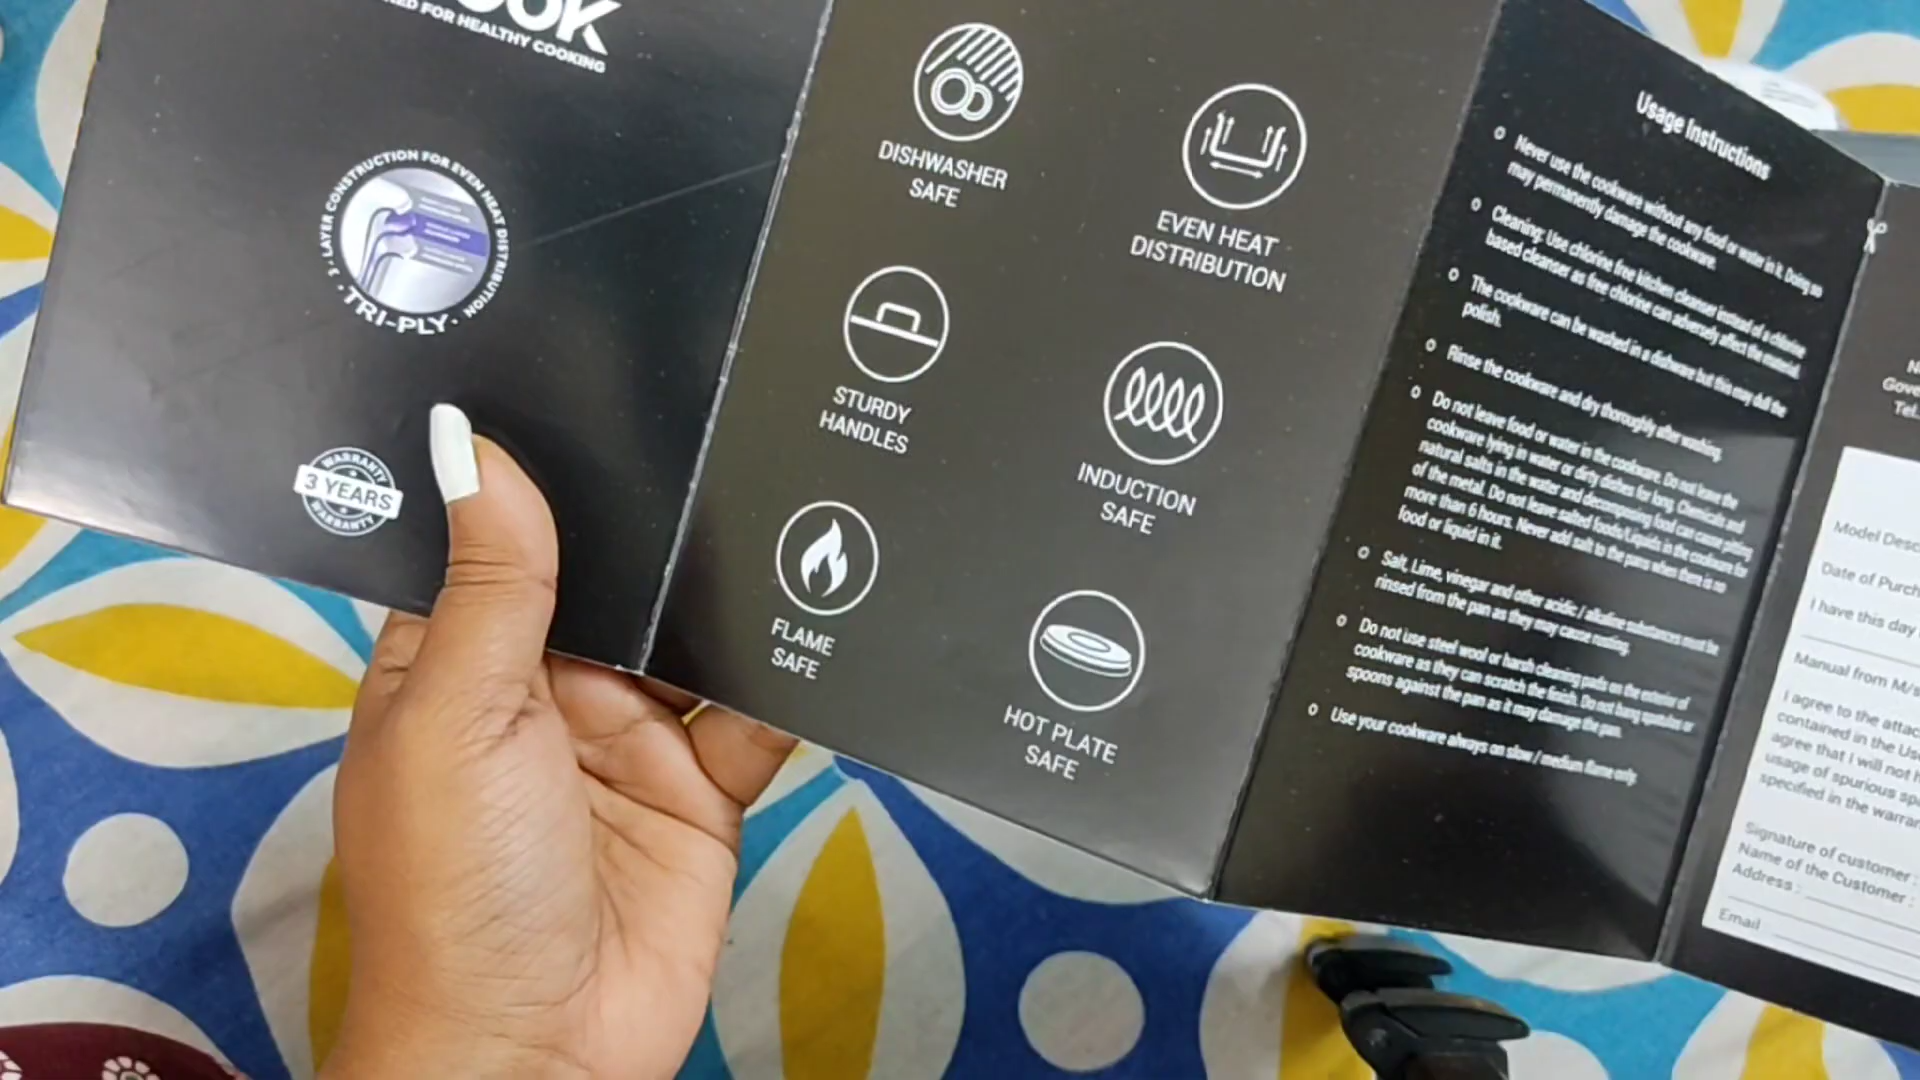 OOK
FOR HEALTHY COOKING
3 - LAYER CONSTRUCTION FOR EVEN HEAT DISTRIBUTION
· TRI-PLY ·
WARRANTY
3 YEARS
WARRANTY
DISHWASHER
SAFE
EVEN HEAT
DISTRIBUTION
STURDY
HANDLES
INDUCTION
SAFE
FLAME
SAFE
HOT PLATE
SAFE
Usage Instructions
Never use the cookware without any food or water in it. Doing so
may permanently damage the cookware.
Cleaning: Use chlorine free kitchen cleanser instead of a chlorine
based cleanser as free chlorine can adversely affect the material.
The cookware can be washed in a dishware but this may dull the
polish.
Rinse the cookware and dry thoroughly after washing.
Do not leave food or water in the cookware. Do not leave the
cookware lying in water or dirty dishes for long. Chemicals and
natural salts in the water and decomposing food can cause pitting
of the metal. Do not leave salted foods/Liquids in the cookware for
more than 6 hours. Never add salt to the pans when there is no
food or liquid in it.
Salt, Lime, vinegar and other acidic / alkaline substances must be
rinsed from the pan as they may cause rusting.
Do not use steel wool or harsh cleaning pads on the exterior of
cookware as they can scratch the finish. Do not bang spatulas or
spoons against the pan as it may damage the pan.
Use your cookware always on slow / medium flame only.
Gove
Tel.
Model Desc
Date of Purch
I have this day
Manual from M/s
I agree to the attac
contained in the Us
agree that I will not h
usage of spurious sp
specified in the warran
Signature of customer :
Name of the Customer :
Address :
Email